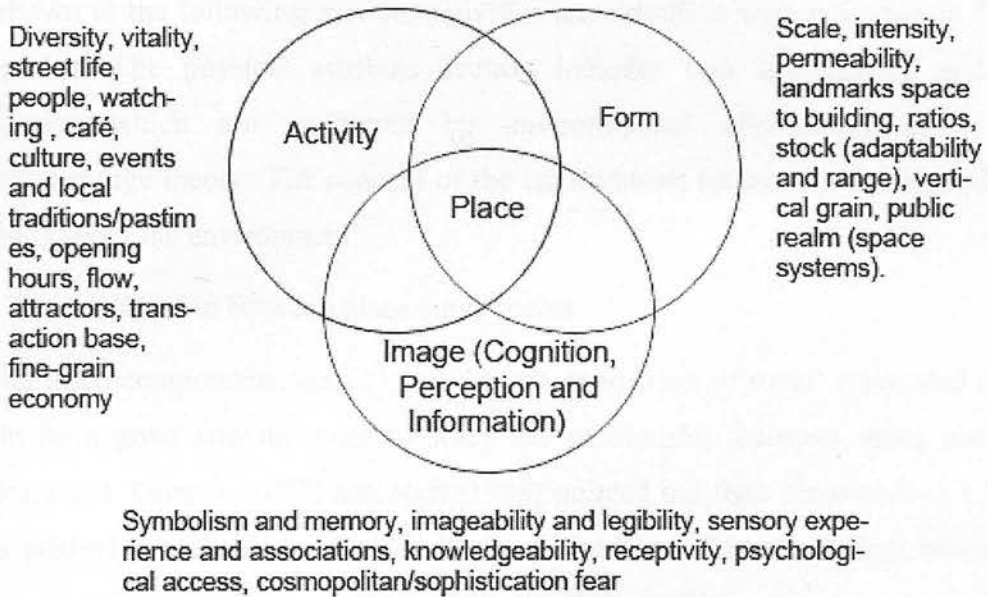 Diversity, vitality,
street life,
people, watch-
ing , café,
culture, events
and local
traditions/pastim
es, opening
hours, flow,
attractors, trans-
action base,
fine-grain
economy
Activity
Form
Place
Image (Cognition,
Perception and
Information)
Scale, intensity,
permeability,
landmarks space
to building, ratios,
stock (adaptability
and range), verti-
cal grain, public
realm (space
systems).
Symbolism and memory, imageability and legibility, sensory expe-
rience and associations, knowledgeability, receptivity, psychologi-
cal access, cosmopolitan/sophistication fear